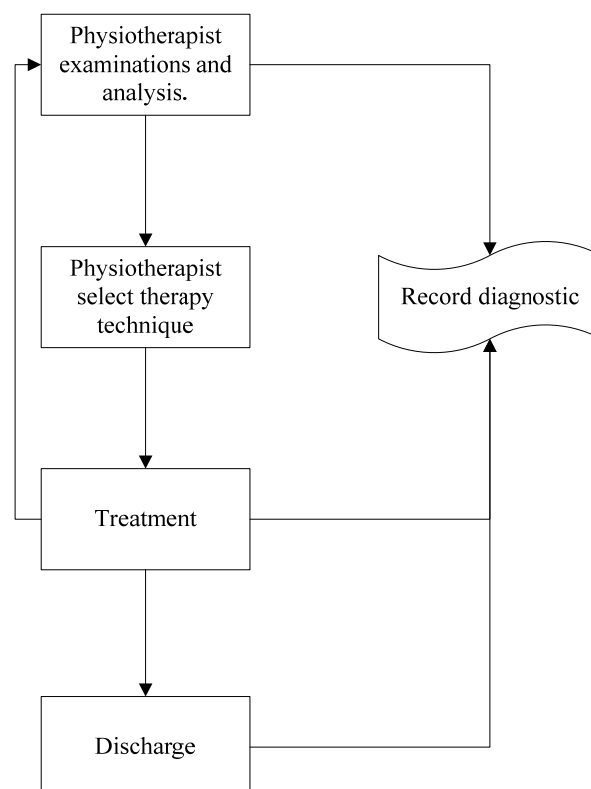 Physiotherapist
examinations and
analysis.
Physiotherapist
select therapy
technique
Record diagnostic
Treatment
Discharge